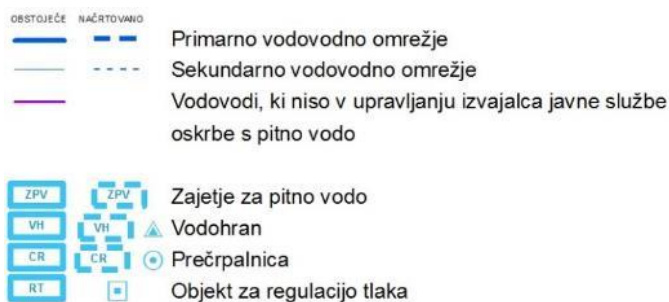 OBSTOJEČE NAČRTOVANO
Primarno vodovodno omrežje
Sekundarno vodovodno omrežje
Vodovodi, ki niso v upravljanju izvajalca javne službe
oskrbe s pitno vodo
ZPV ZPV Zajetje za pitno vodo
VH VH Vodohran
CR CR Prečrpalnica
RT Objekt za regulacijo tlaka